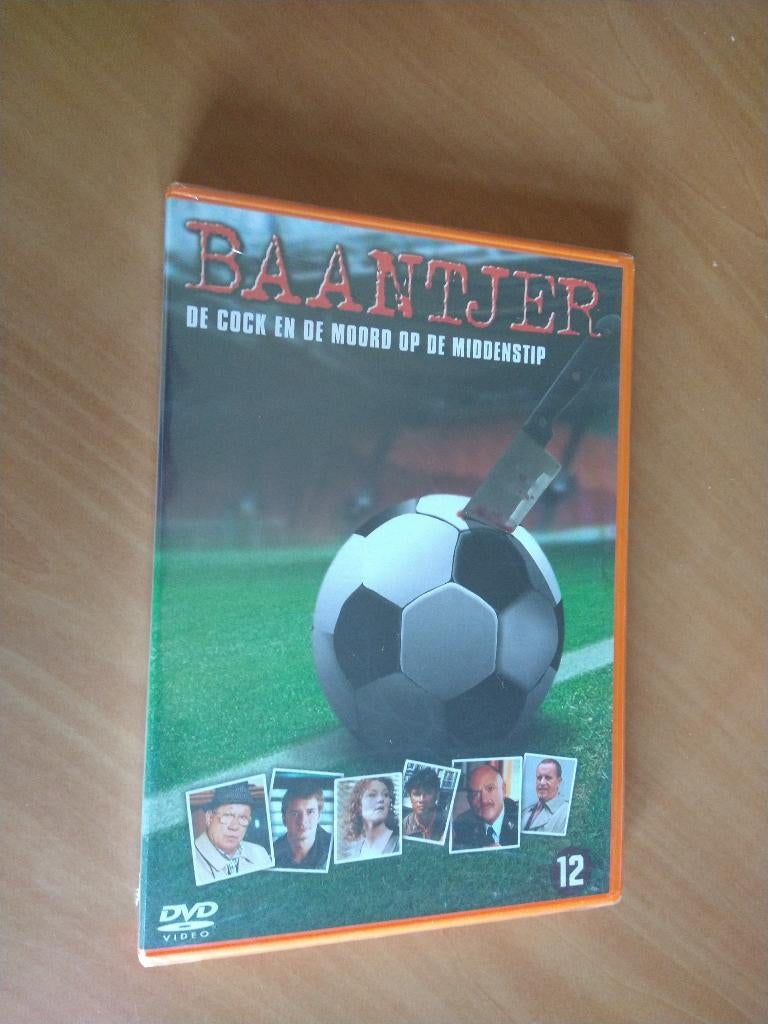 BAANTJER
DE COCK EN DE MOORD OP DE MIDDENSTIP
12
DVD
VIDEO